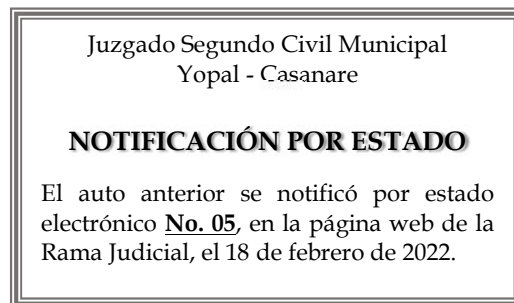 Juzgado Segundo Civil Municipal
Yopal - Casanare
NOTIFICACIÓN POR ESTADO
El auto anterior se notificó por estado
electrónico No. 05, en la página web de la
Rama Judicial, el 18 de febrero de 2022.